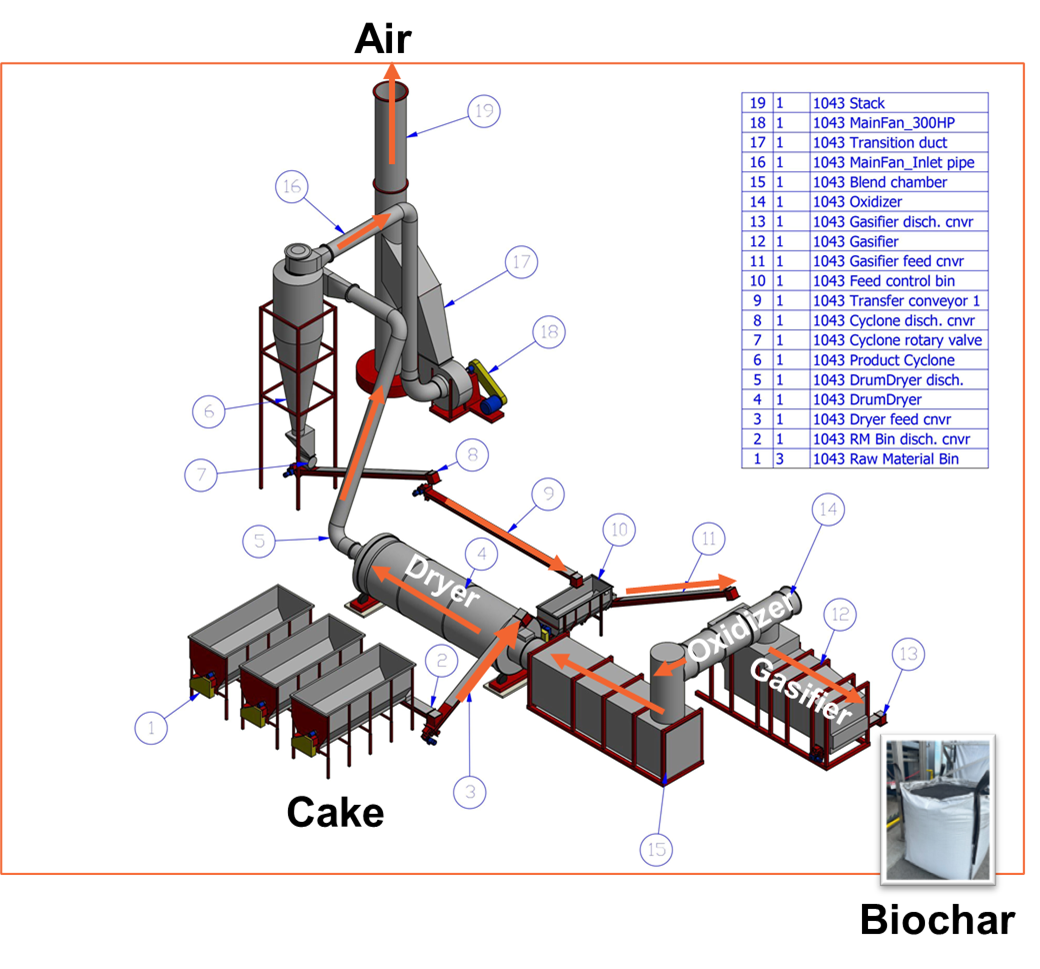 Air
19 1 1043 Stack
18 1 1043 MainFan_300HP
17 1 1043 Transition duct
16 1 1043 MainFan_Inlet pipe
15 1 1043 Blend chamber
14 1 1043 Oxidizer
13 1 1043 Gasifier disch. cnvr
12 1 1043 Gasifier
11 1 1043 Gasifier feed cnvr
10 1 1043 Feed control bin
9 1 1043 Transfer conveyor 1
8 1 1043 Cyclone disch. cnvr
7 1 1043 Cyclone rotary valve
6 1 1043 Product Cyclone
5 1 1043 DrumDryer disch.
4 1 1043 DrumDryer
3 1 1043 Dryer feed cnvr
2 1 1043 RM Bin disch. cnvr
1 3 1043 Raw Material Bin
19
16
17
18
6
8
7
9
14
10
11
5
4
Dryer
Oxidizer
12
13
2
Gasifier
1
3
Cake
15
Biochar